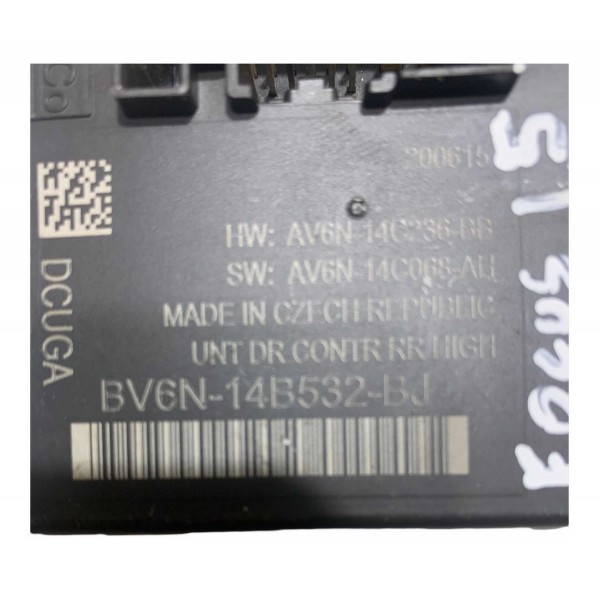 Co
200615
HW: AV6N-14C236-BB
SW: AV6N-14C068-AH
MADE IN CZECH REPUBLIC
UNT DR CONTR RR HIGH
BV6N-14B532-BJ
DCUGA